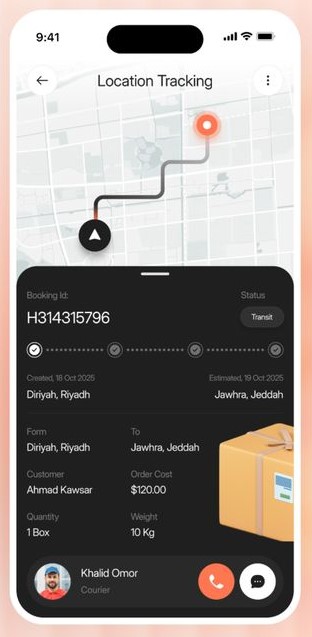 9:41
Location Tracking
Booking Id:
Status
H314315796
Transit
Created, 18 Oct 2025
Estimated, 19 Oct 2025
Diriyah, Riyadh
Jawhra, Jeddah
Form
To
Diriyah, Riyadh
Jawhra, Jeddah
Customer
Order Cost
Ahmad Kawsar
$120.00
Quantity
Weight
1 Box
10 Kg
Khalid Omor
Courier